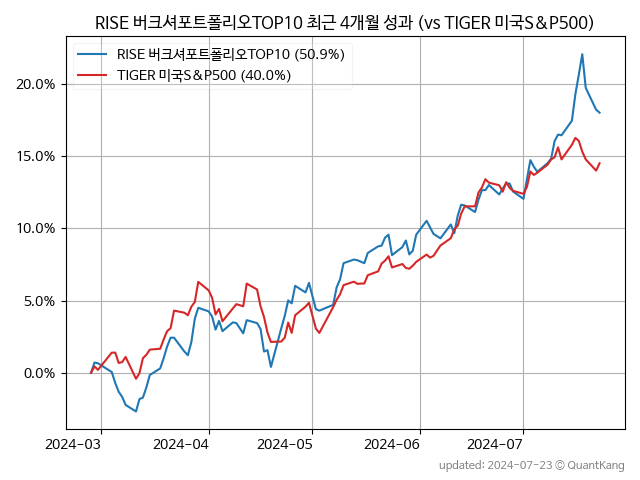 RISE 버크셔포트폴리오TOP10 최근 4개월 성과 (vs TIGER 미국S&P500)
RISE 버크셔포트폴리오TOP10 (50.9%)
TIGER 미국S&P500 (40.0%)
20.0%
15.0%
10.0%
5.0%
0.0%
2024-03 2024-04 2024-05 2024-06 2024-07
updated: 2024-07-23 © QuantKang